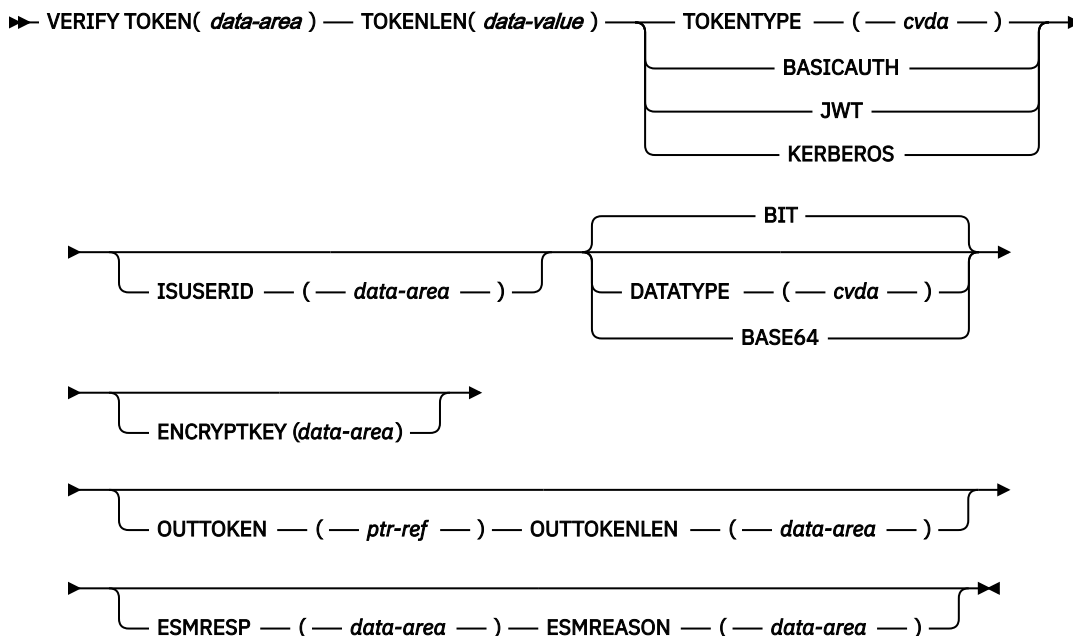 VERIFY TOKEN( data-area ) TOKENLEN( data-value ) TOKENTYPE ( cvda )
BASICAUTH
JWT
KERBEROS
BIT
ISUSERID ( data-area ) DATATYPE ( cvda )
BASE64
ENCRYPTKEY (data-area)
OUTTOKEN ( ptr-ref ) OUTTOKENLEN ( data-area )
ESMRESP ( data-area ) ESMREASON ( data-area )